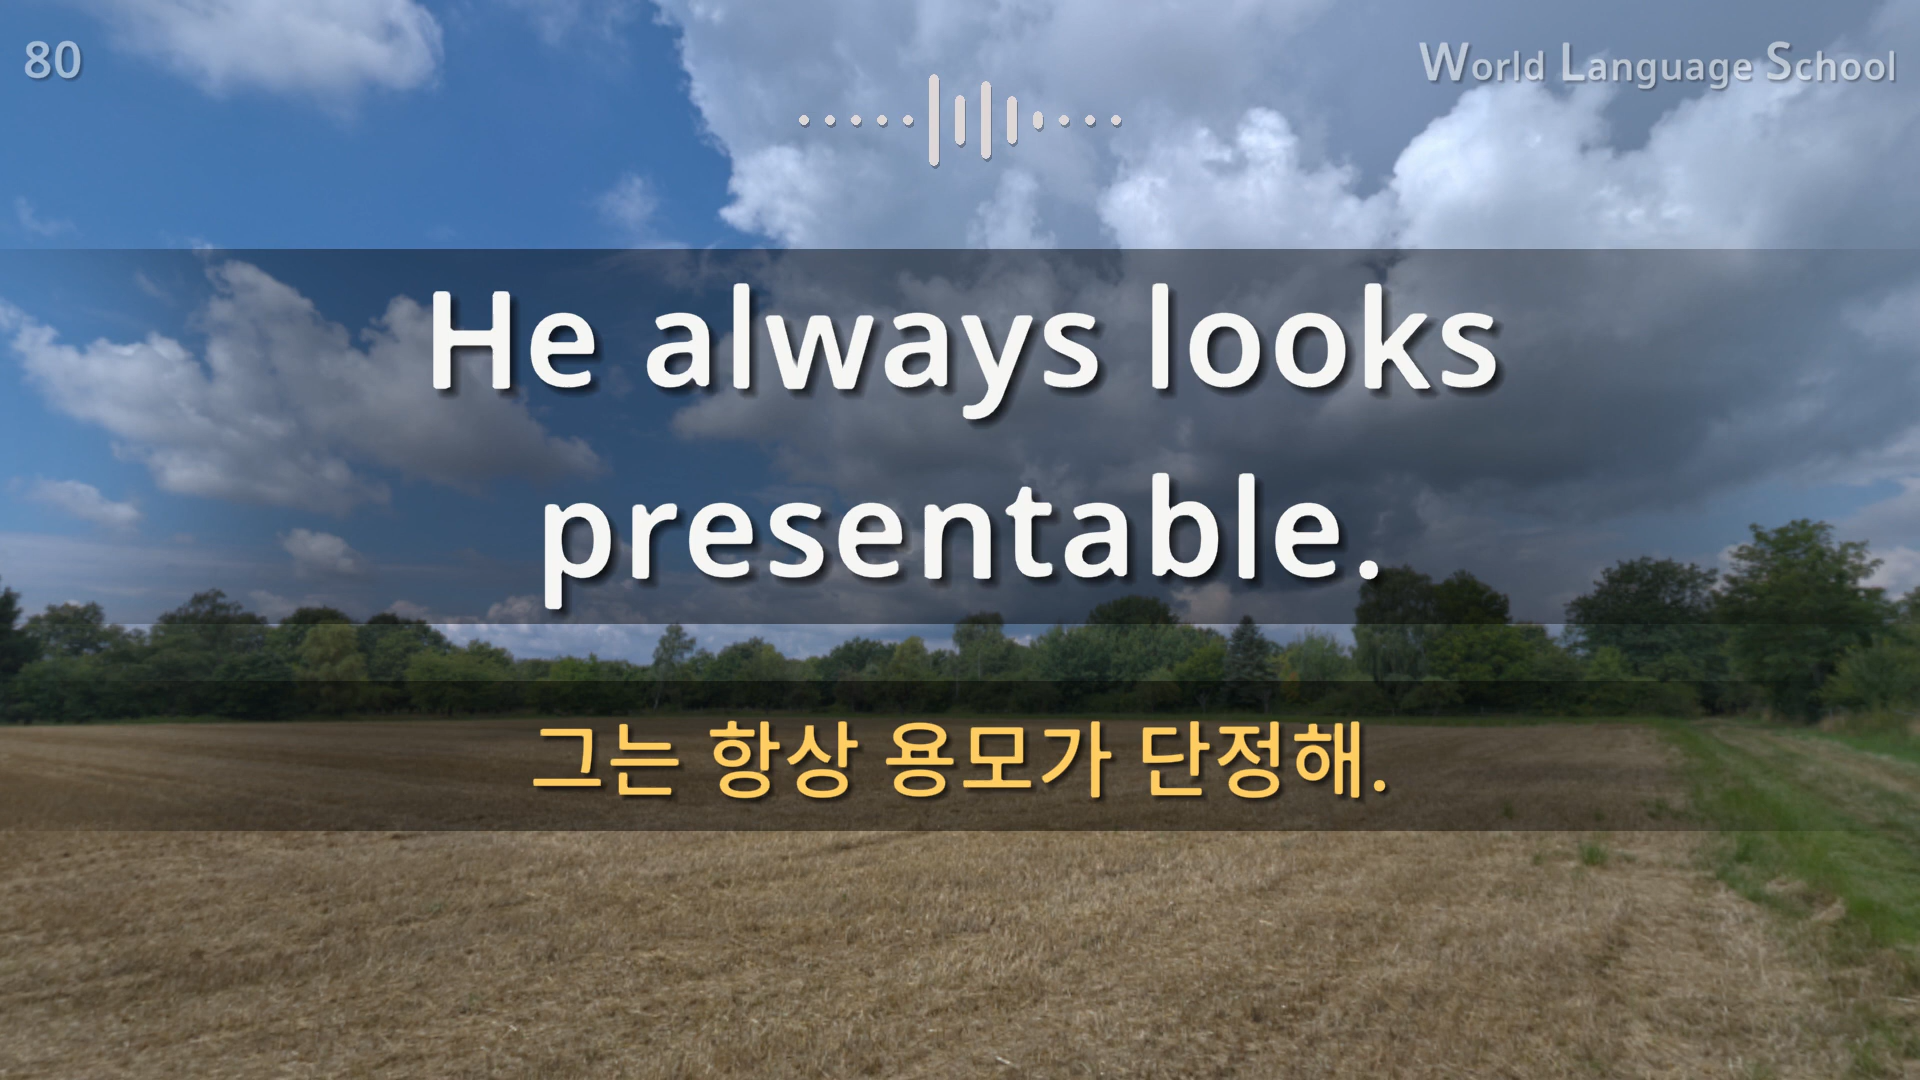 80
World Language School
He always looks
presentable.
그는 항상 용모가 단정해.